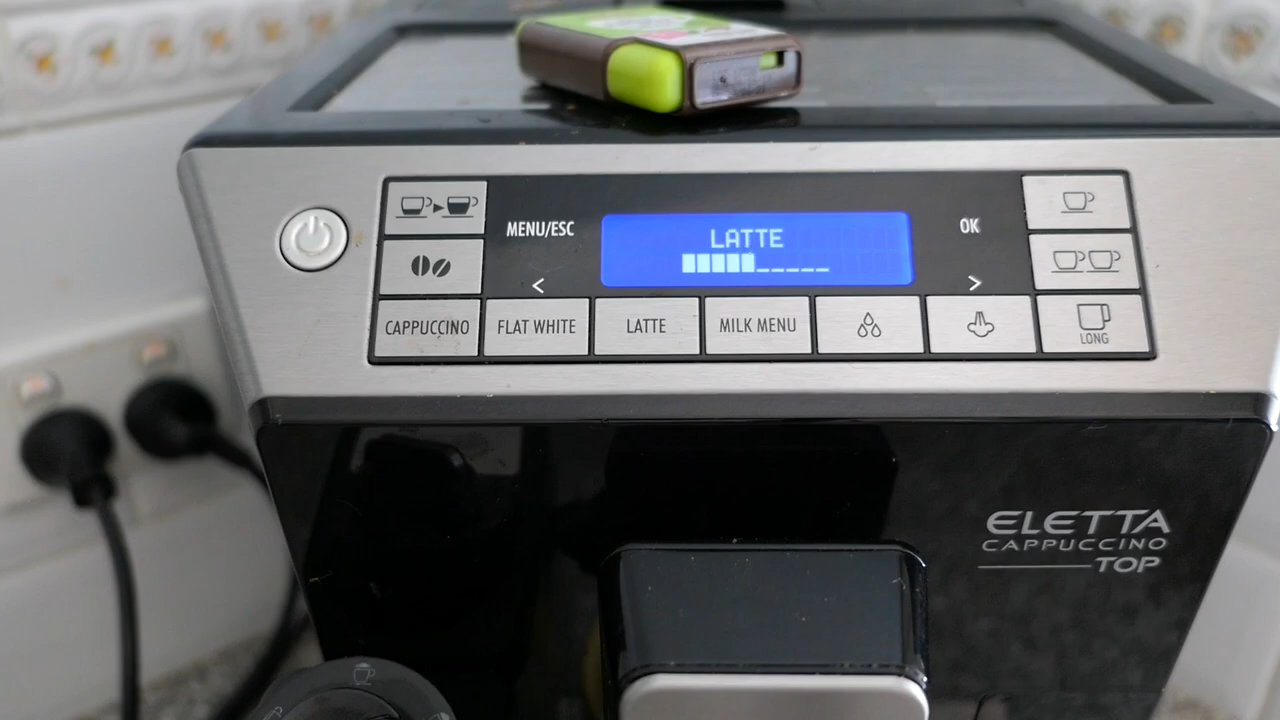 MENU/ESC
LATTE
OK
<
>
CAPPUCCINO
FLAT WHITE
LATTE
MILK MENU
LONG
ELETTA
CAPPUCCINO
TOP